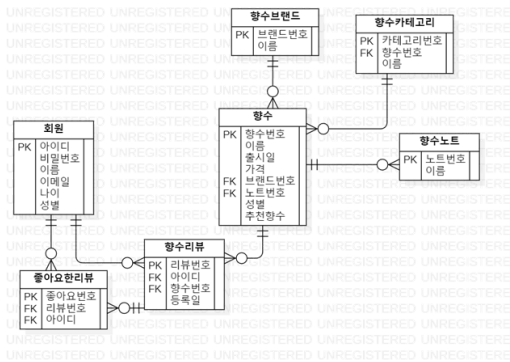 향수브랜드
PK 브랜드번호
이름
향수카테고리
PK 카테고리번호
FK 향수번호
이름
향수
PK 향수번호
이름
출시일
가격
FK 브랜드번호
FK 노트번호
성별
추천향수
향수노트
PK 노트번호
이름
회원
PK 아이디
비밀번호
이름
이메일
나이
성별
향수리뷰
PK 리뷰번호
FK 아이디
FK 향수번호
등록일
좋아요한리뷰
PK 좋아요번호
FK 리뷰번호
FK 아이디
UNREGISTERED